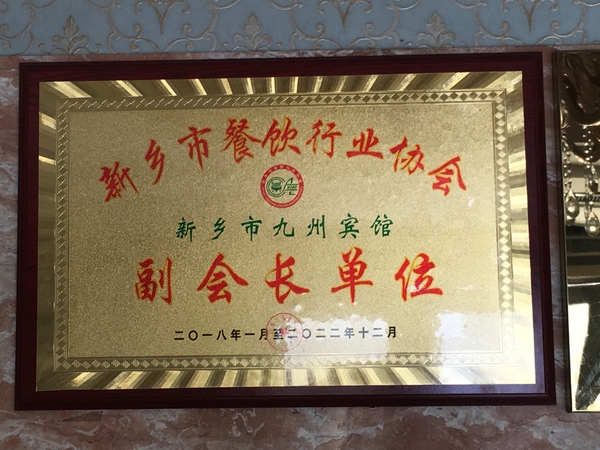 新乡市餐饮行业协会
新乡市九州宾馆
副会长单位
二〇一八年一月至二〇二二年十二月